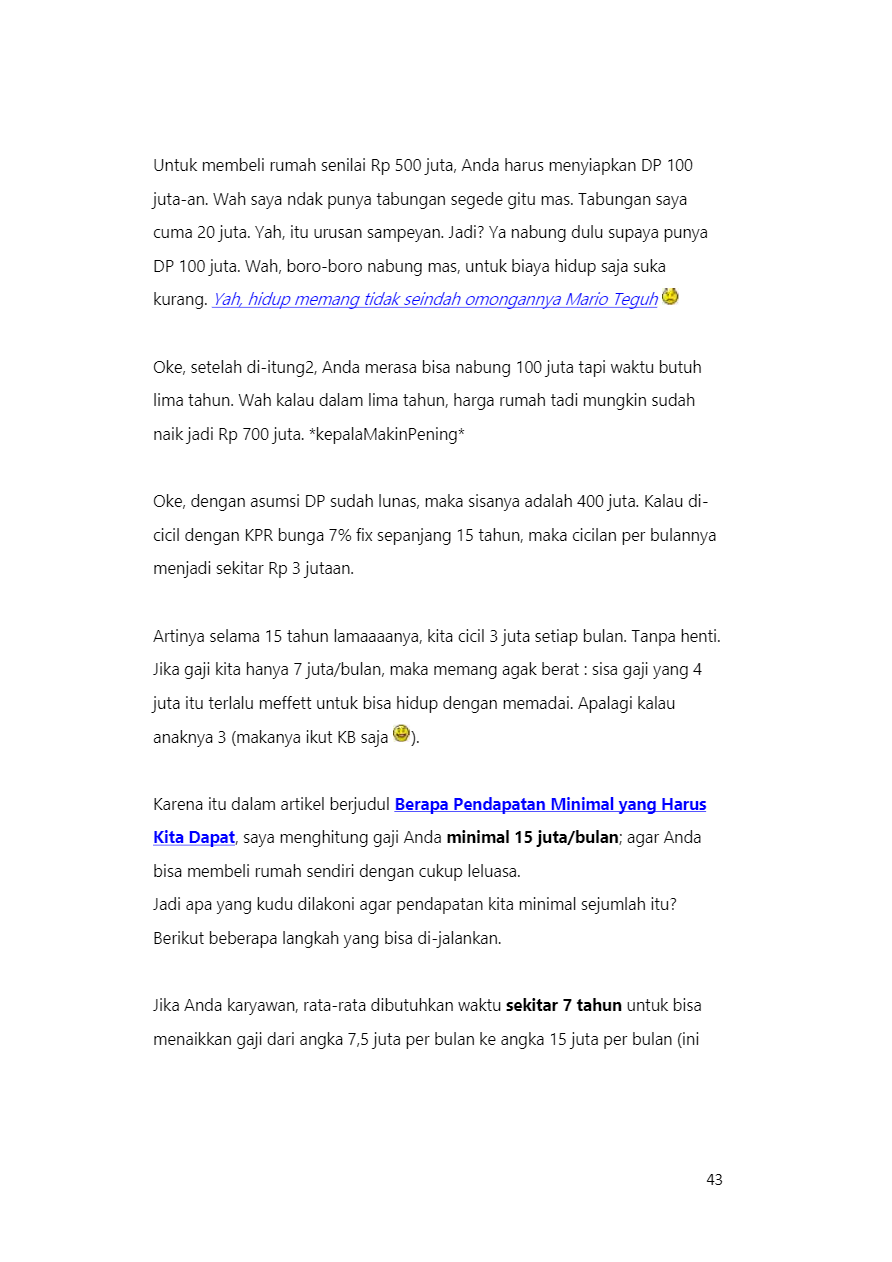 Untuk membeli rumah senilai Rp 500 juta, Anda harus menyiapkan DP 100
juta-an. Wah saya ndak punya tabungan segede gitu mas. Tabungan saya
cuma 20 juta. Yah, itu urusan sampeyan. Jadi? Ya nabung dulu supaya punya
DP 100 juta. Wah, boro-boro nabung mas, untuk biaya hidup saja suka
kurang. Yah, hidup memang tidak seindah omongannya Mario Teguh
Oke, setelah di-itung2, Anda merasa bisa nabung 100 juta tapi waktu butuh
lima tahun. Wah kalau dalam lima tahun, harga rumah tadi mungkin sudah
naik jadi Rp 700 juta. *kepalaMakinPening*
Oke, dengan asumsi DP sudah lunas, maka sisanya adalah 400 juta. Kalau di-
cicil dengan KPR bunga 7% fix sepanjang 15 tahun, maka cicilan per bulannya
menjadi sekitar Rp 3 jutaan.
Artinya selama 15 tahun lamaaaanya, kita cicil 3 juta setiap bulan. Tanpa henti.
Jika gaji kita hanya 7 juta/bulan, maka memang agak berat : sisa gaji yang 4
juta itu terlalu meffett untuk bisa hidup dengan memadai. Apalagi kalau
anaknya 3 (makanya ikut KB saja ).
Karena itu dalam artikel berjudul Berapa Pendapatan Minimal yang Harus
Kita Dapat, saya menghitung gaji Anda minimal 15 juta/bulan; agar Anda
bisa membeli rumah sendiri dengan cukup leluasa.
Jadi apa yang kudu dilakoni agar pendapatan kita minimal sejumlah itu?
Berikut beberapa langkah yang bisa di-jalankan.
Jika Anda karyawan, rata-rata dibutuhkan waktu sekitar 7 tahun untuk bisa
menaikkan gaji dari angka 7,5 juta per bulan ke angka 15 juta per bulan (ini
43